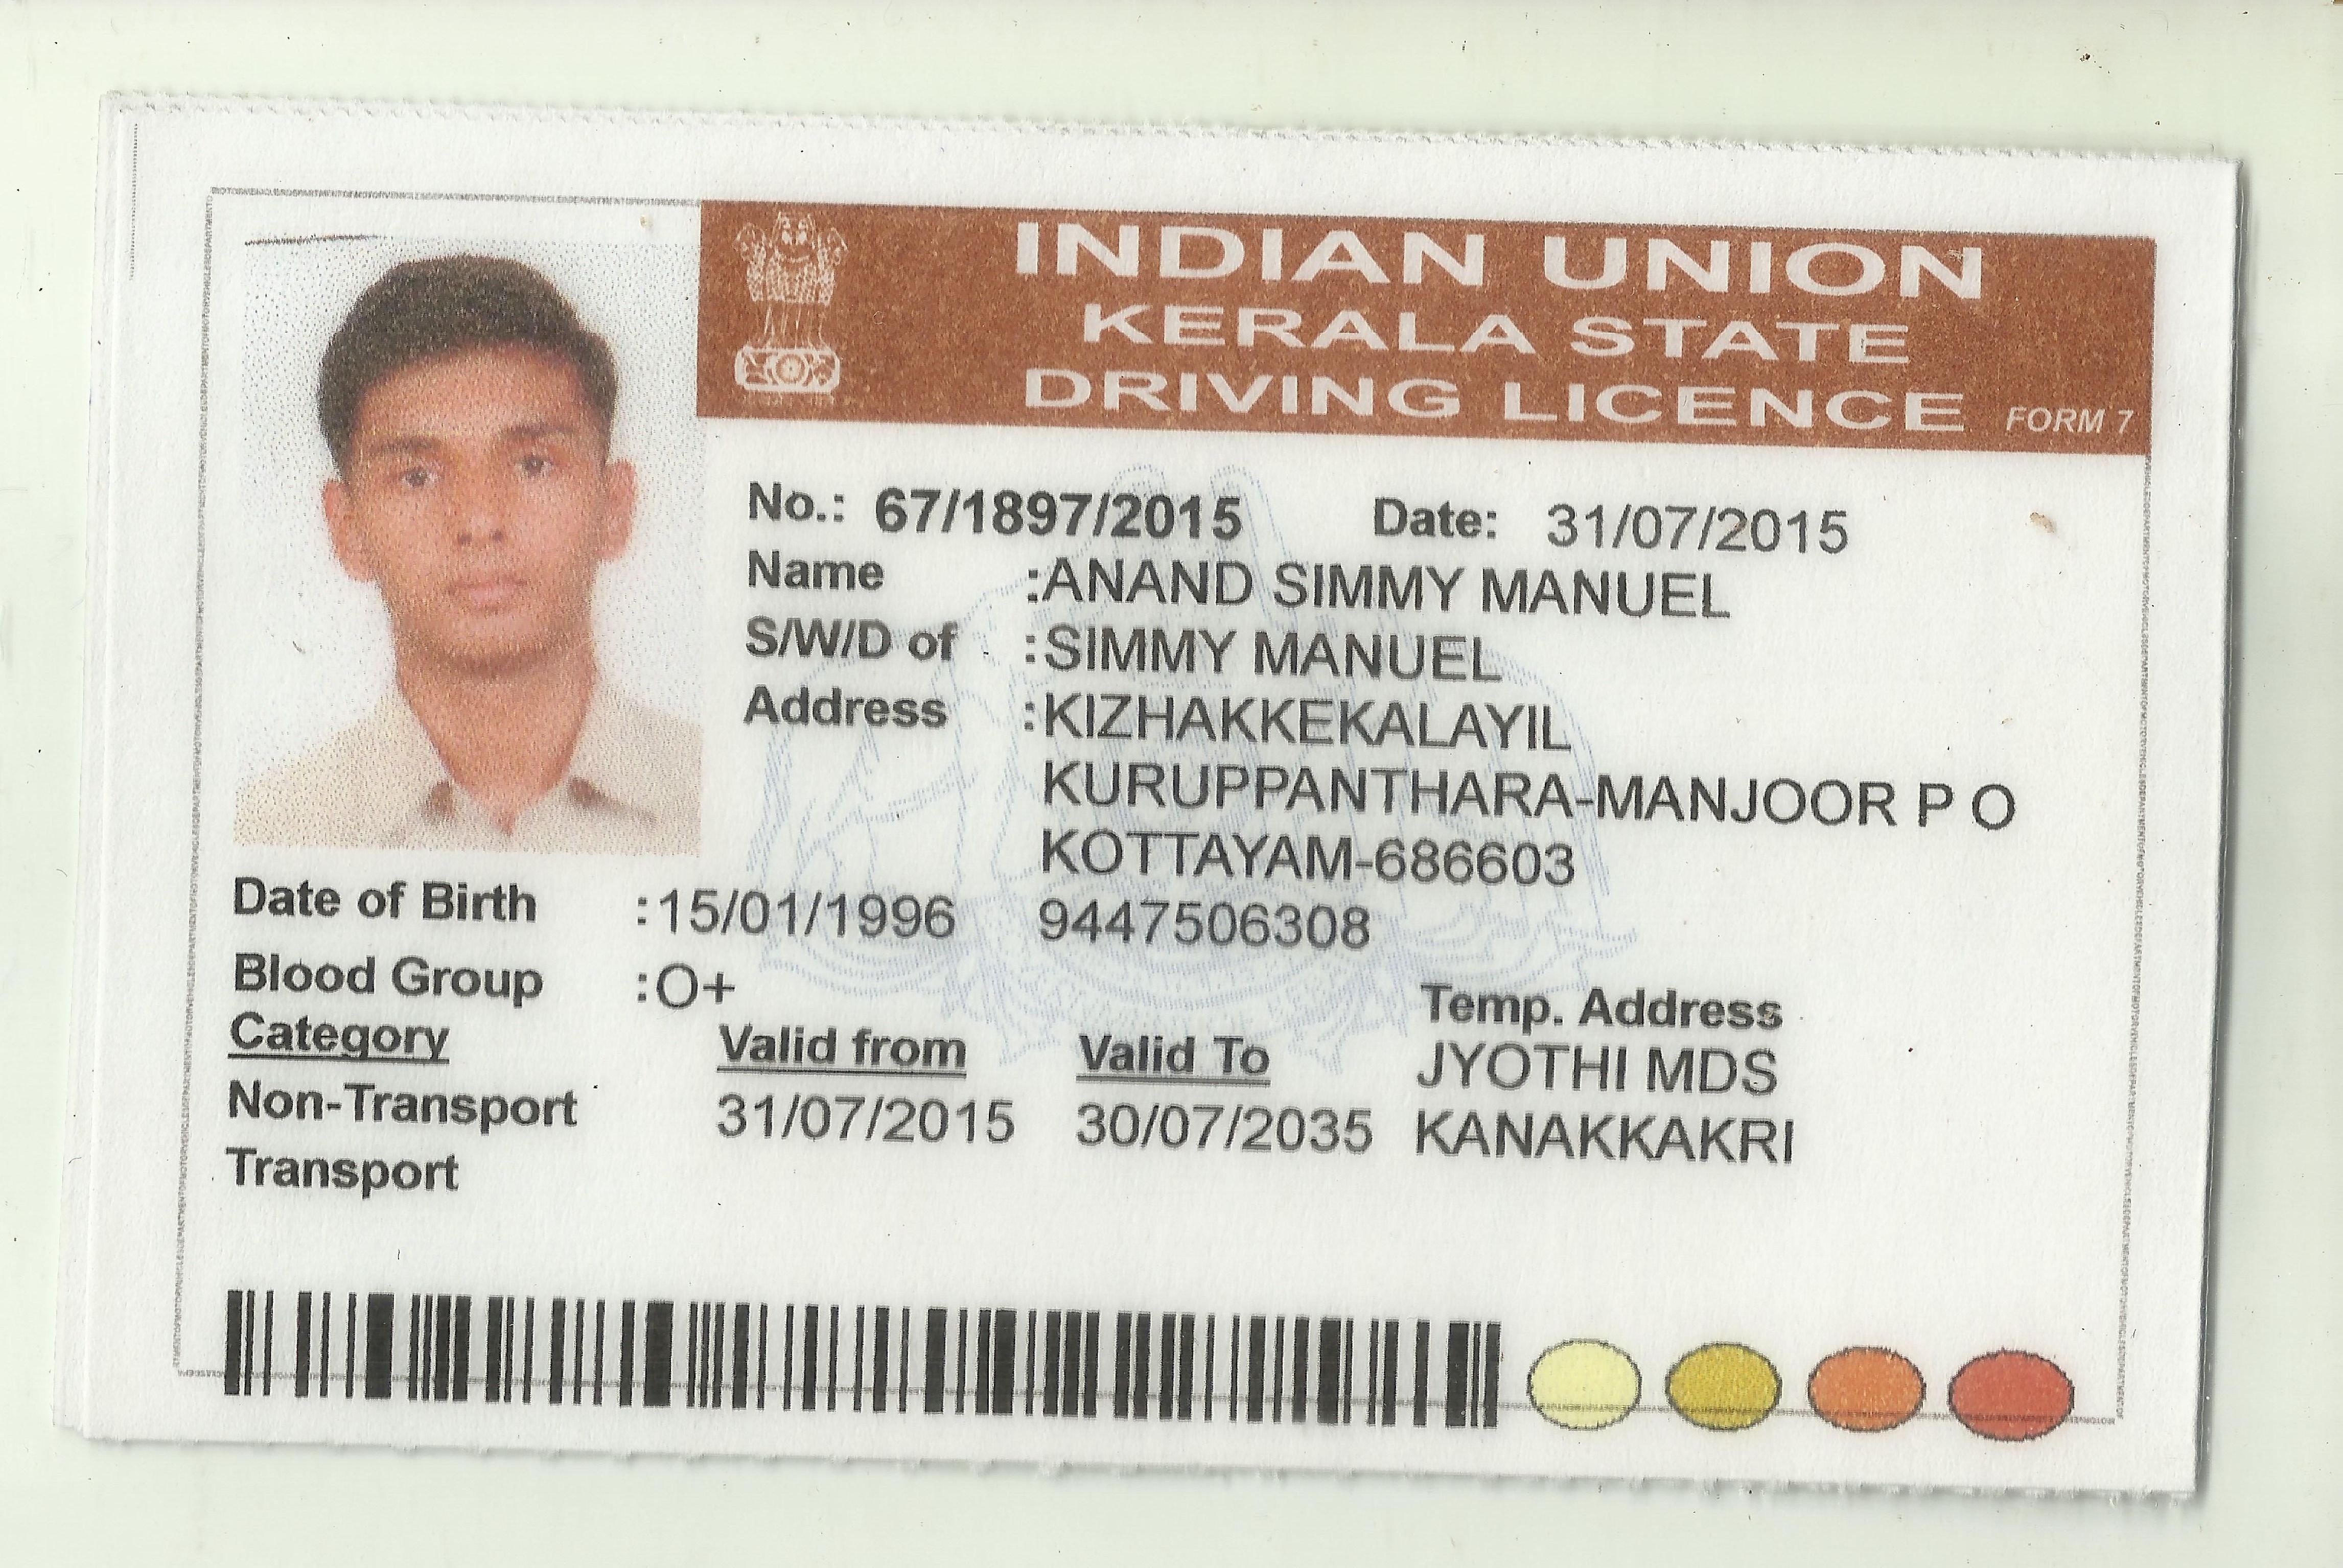 INDIAN UNION
KERALA STATE
DRIVING LICENCE FORM 7
No.: 67/1897/2015 Date: 31/07/2015
Name :ANAND SIMMY MANUEL
S/W/D of :SIMMY MANUEL
Address :KIZHAKKEKALAYIL
KURUPPANTHARA-MANJOOR P O
KOTTAYAM-686603
Date of Birth :15/01/1996 9447506308
Blood Group :O+ Temp. Address
Category Valid from Valid To JYOTHI MDS
Non-Transport 31/07/2015 30/07/2035 KANAKKAKRI
Transport